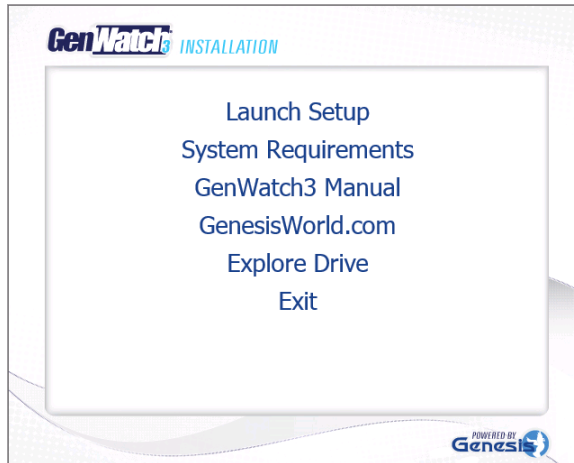 GenWatch3 INSTALLATION
Launch Setup
System Requirements
GenWatch3 Manual
GenesisWorld.com
Explore Drive
Exit
POWERED BY
Genesis